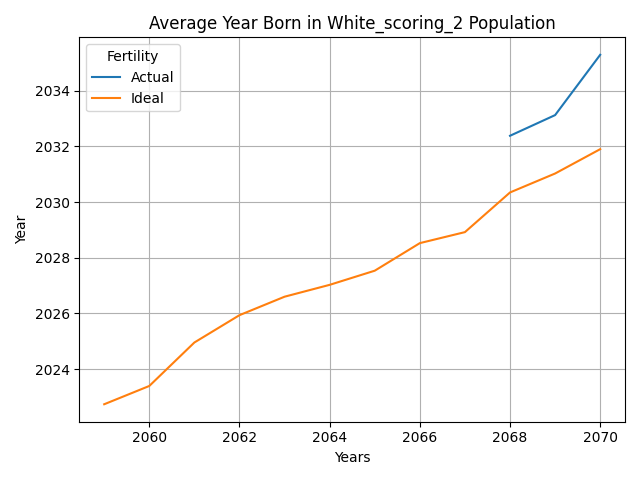 Average Year Born in White_scoring_2 Population
Fertility
Actual
Ideal
2034
2032
2030
2028
2026
2024
Year
2060 2062 2064 2066 2068 2070
Years